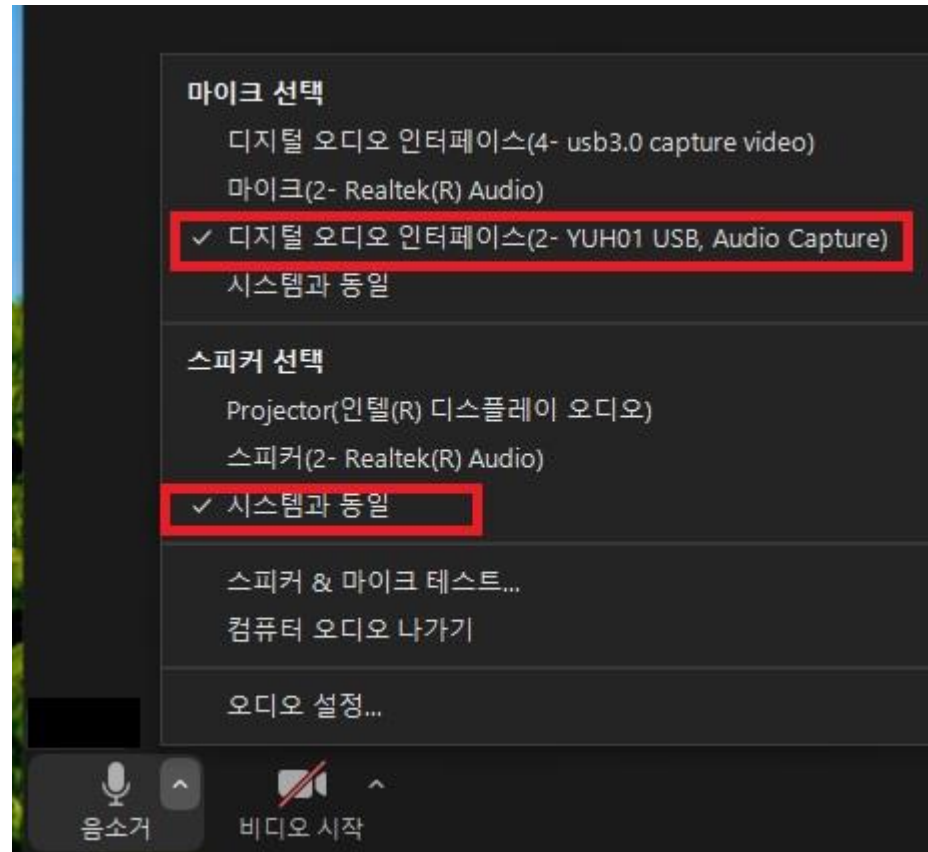 마이크 선택
디지털 오디오 인터페이스(4- usb3.0 capture video)
마이크(2- Realtek(R) Audio)
디지털 오디오 인터페이스(2- YUH01 USB, Audio Capture)
시스템과 동일
스피커 선택
Projector(인텔(R) 디스플레이 오디오)
스피커(2- Realtek(R) Audio)
시스템과 동일
스피커 & 마이크 테스트...
컴퓨터 오디오 나가기
오디오 설정...
음소거 비디오 시작